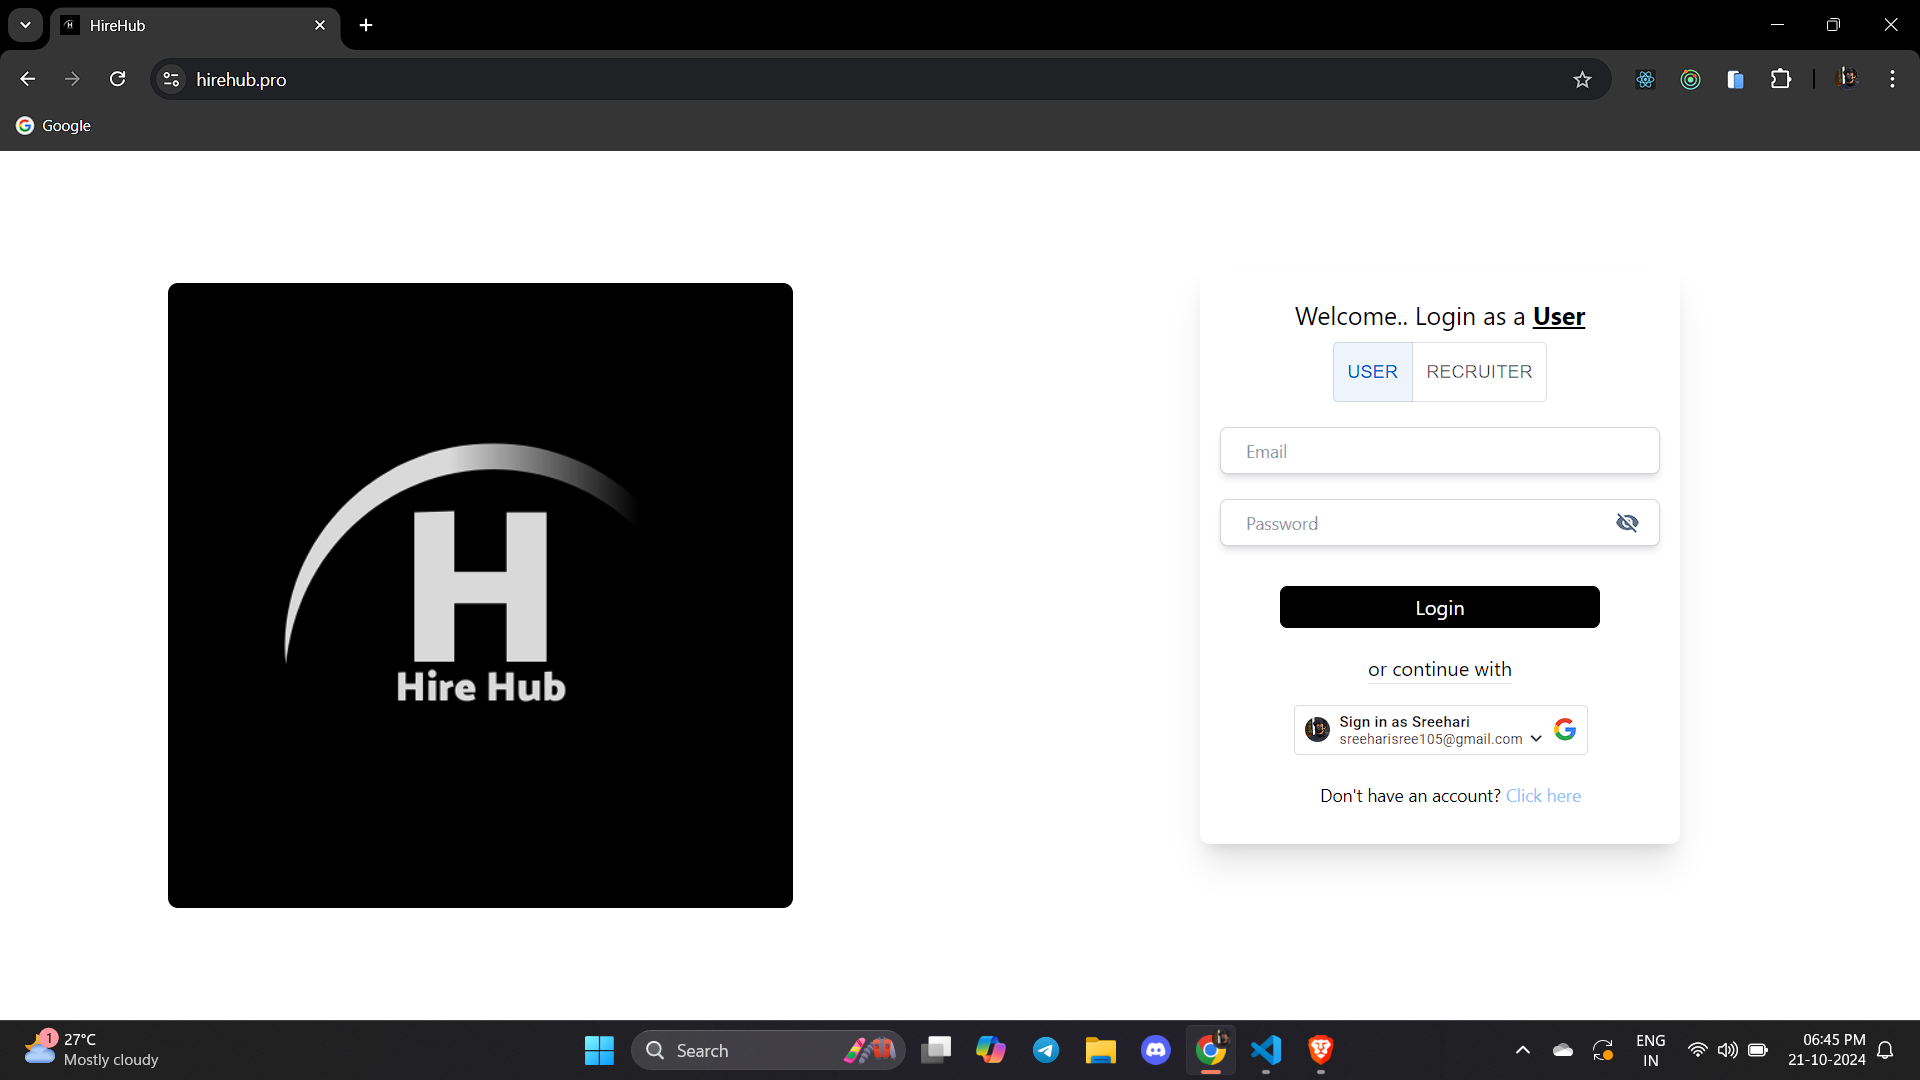 HireHub
hirehub.pro
Google
H
Hire Hub
Welcome.. Login as a User
USER
RECRUITER
Email
Password
Login
or continue with
Sign in as Sreehari
sreeharisree105@gmail.com
Don't have an account? Click here
1
27°C
Mostly cloudy
Search
ENG
IN
06:45 PM
21-10-2024